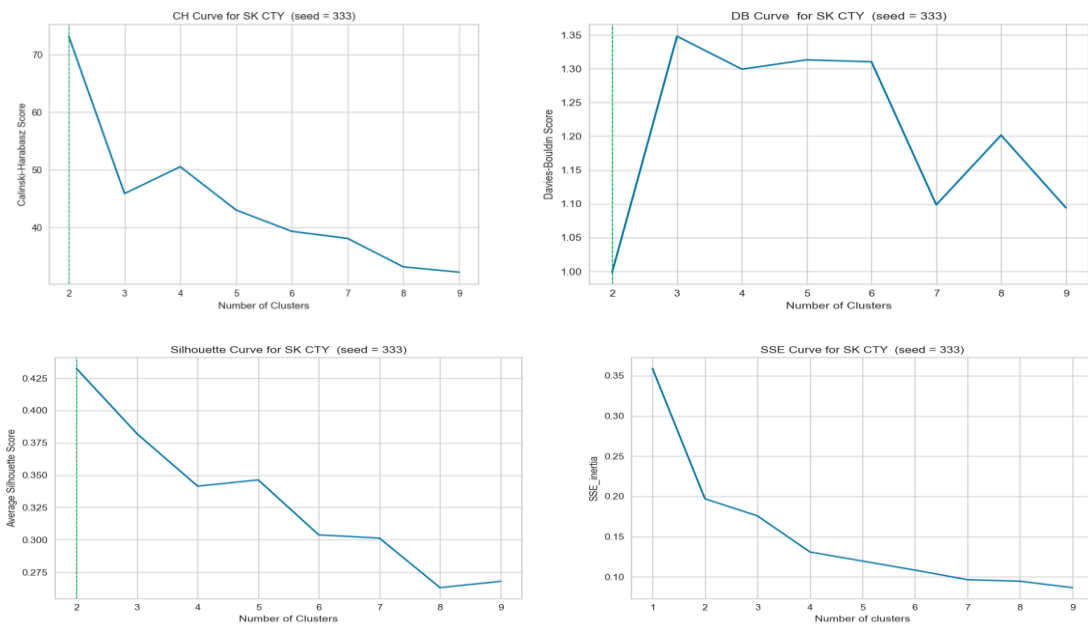 CH Curve for SK CTY (seed = 333)
Calinski-Harabasz Score
70
60
50
40
2 3 4 5 6 7 8 9
Number of Clusters
DB Curve for SK CTY (seed = 333)
Davies-Bouldin Score
1.35
1.30
1.25
1.20
1.15
1.10
1.05
1.00
2 3 4 5 6 7 8 9
Number of Clusters
Silhouette Curve for SK CTY (seed = 333)
Average Silhouette Score
0.425
0.400
0.375
0.350
0.325
0.300
0.275
2 3 4 5 6 7 8 9
Number of Clusters
SSE Curve for SK CTY (seed = 333)
SSE_inertia
0.35
0.30
0.25
0.20
0.15
0.10
1 2 3 4 5 6 7 8 9
Number of clusters